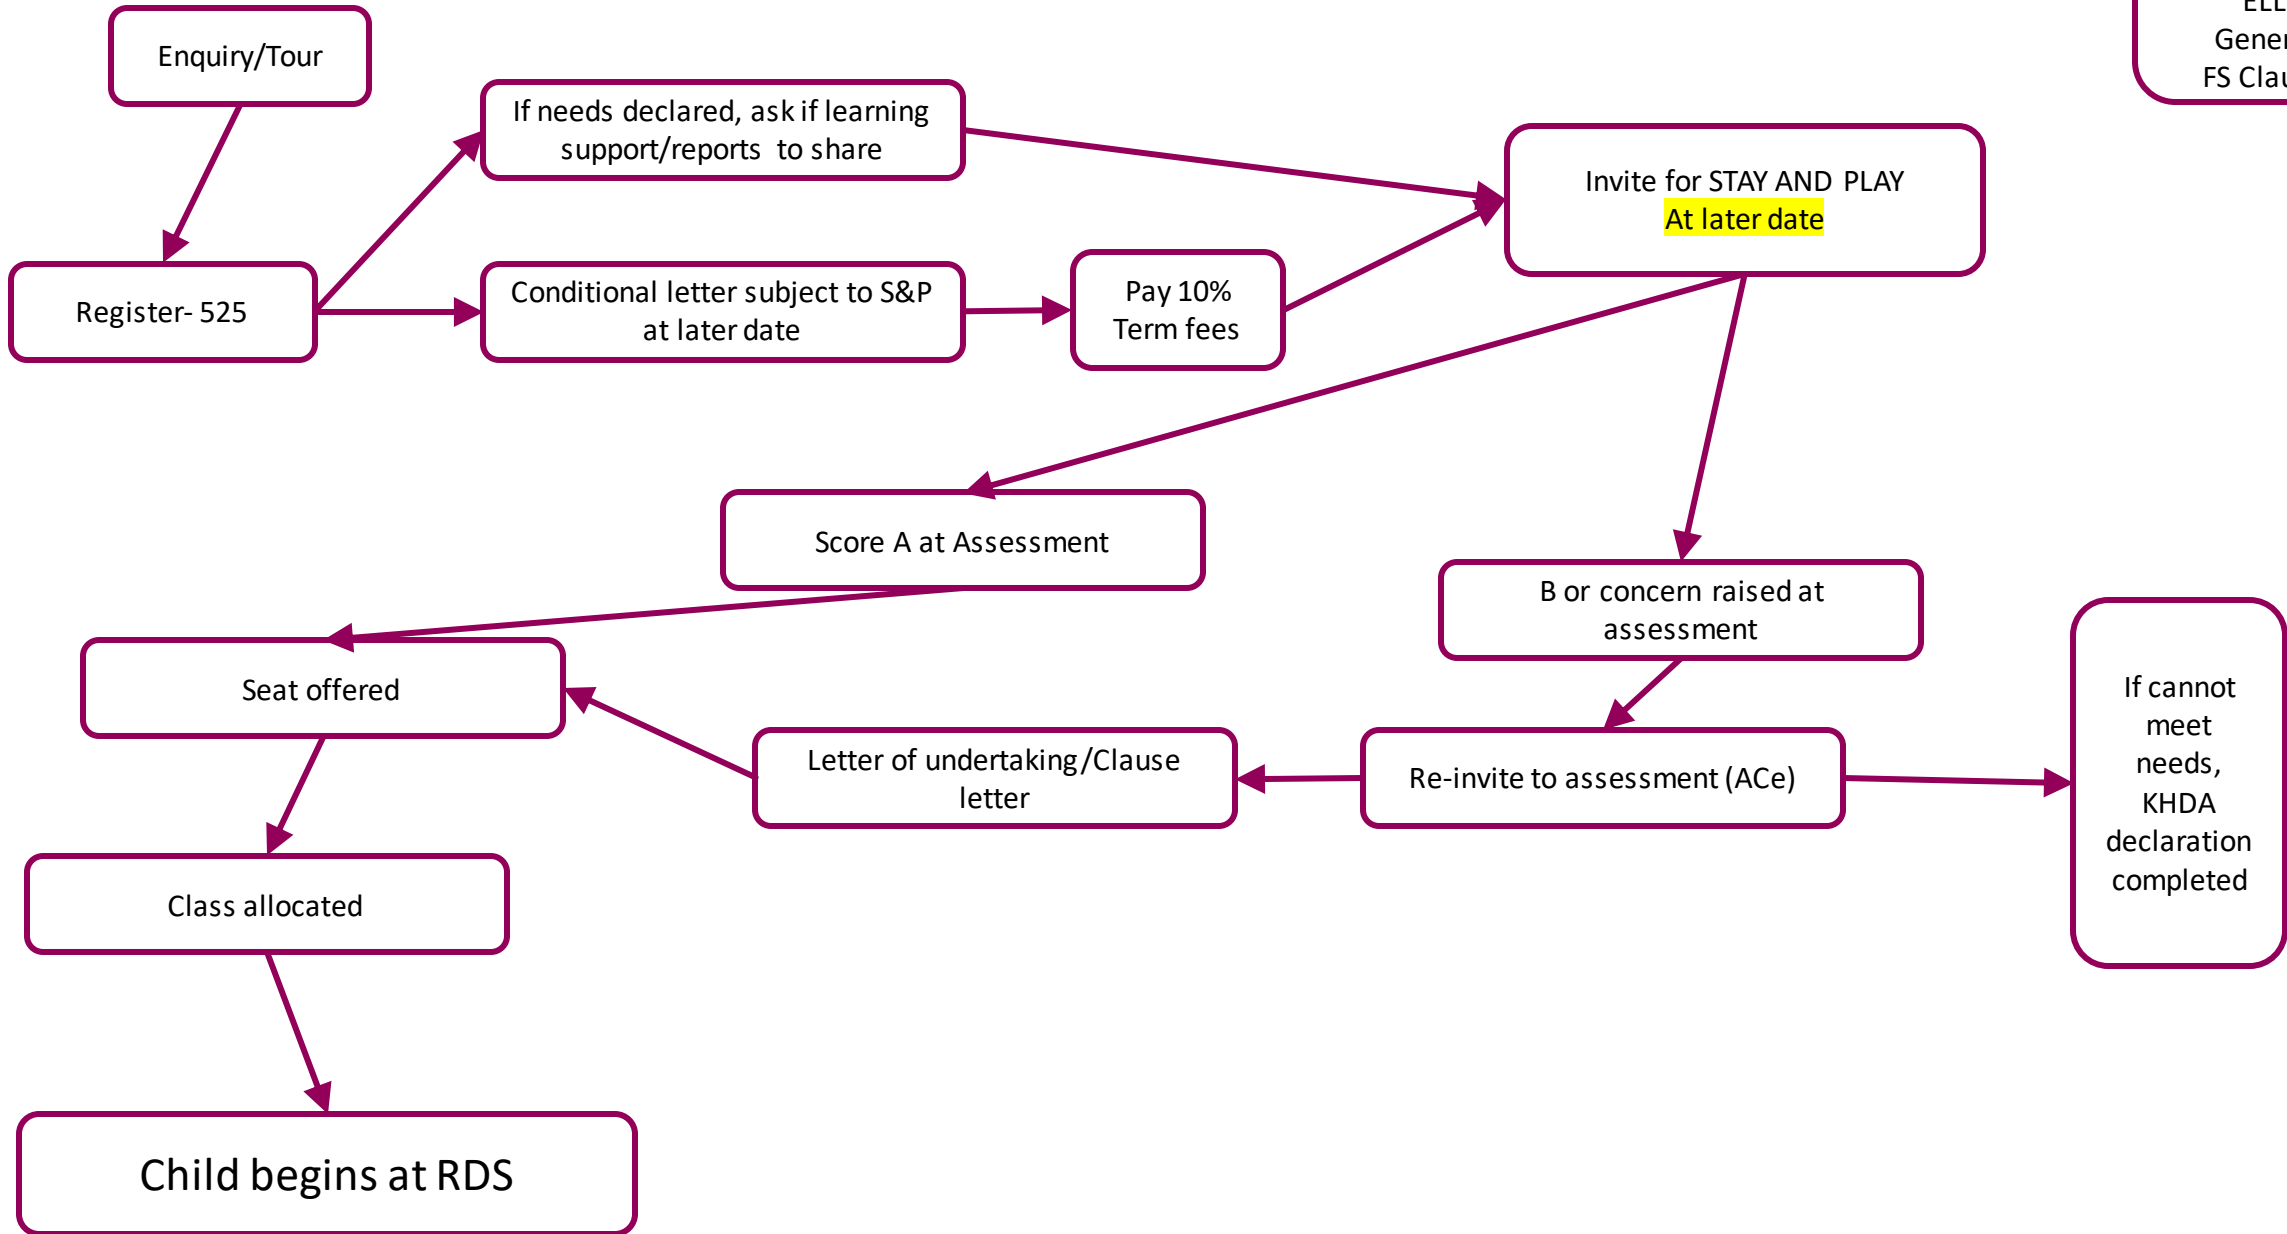 Enquiry/Tour
ELL
FS
If needs declared, ask if learning
support/reports to share
Invite for STAY AND PLAY
At later date
Register- 525
Conditional letter subject to S&P
at later date
Pay 10%
Term fees
Score A at Assessment
B or concern raised at
assessment
Seat offered
Letter of undertaking/Clause
letter
Re-invite to assessment (ACe)
If cannot
meet
needs,
KHDA
declaration
completed
Class allocated
Child begins at RDS